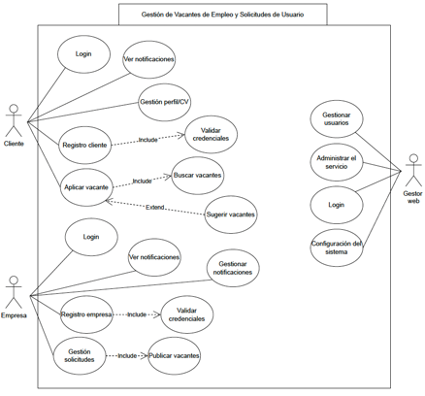 Gestión de Vacantes de Empleo y Solicitudes de Usuario
Login
Ver notificaciones
Gestión perfil/CV
Cliente
Registro cliente
Include
Validar
credenciales
Aplicar vacante
Include
Buscar vacantes
Extend
Sugerir vacantes
Gestionar
usuarios
Administrar el
servicio
Login
Configuración del
sistema
Gestor
web
Login
Ver notificaciones
Gestionar
notificaciones
Empresa
Registro empresa
Include
Validar
credenciales
Gestión
solicitudes
Include
Publicar vacantes